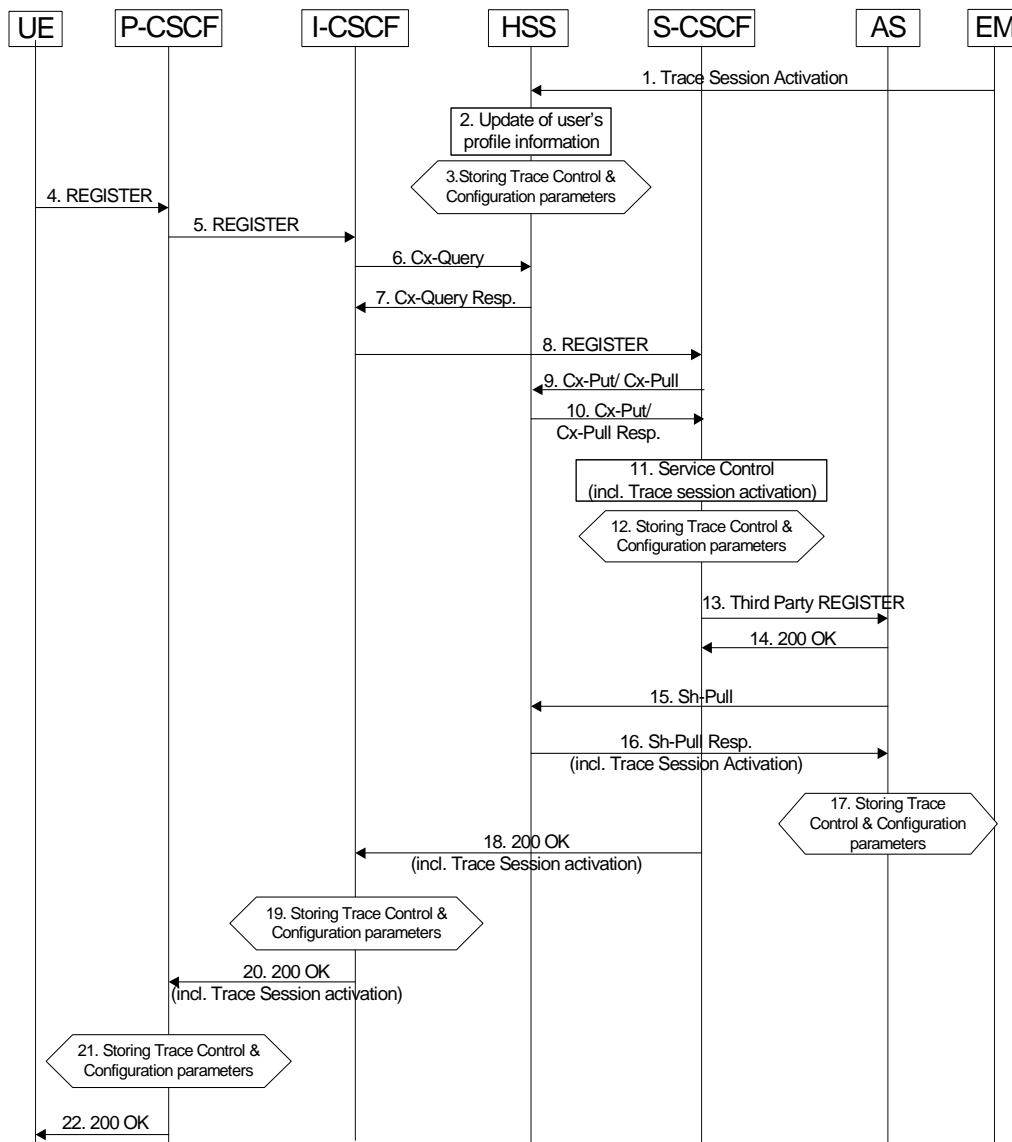 UE P-CSCF I-CSCF HSS S-CSCF AS EM
1. Trace Session Activation
2. Update of user's
profile information
3.Storing Trace Control &
Configuration parameters
4. REGISTER
5. REGISTER
6. Cx-Query
7. Cx-Query Resp.
8. REGISTER
9. Cx-Put/ Cx-Pull
10. Cx-Put/
Cx-Pull Resp.
11. Service Control
(incl. Trace session activation)
12. Storing Trace Control &
Configuration parameters
13. Third Party REGISTER
14. 200 OK
15. Sh-Pull
16. Sh-Pull Resp.
(incl. Trace Session Activation)
17. Storing Trace
Control & Configuration
parameters
18. 200 OK
(incl. Trace Session activation)
19. Storing Trace Control &
Configuration parameters
20. 200 OK
(incl. Trace Session activation)
21. Storing Trace Control &
Configuration parameters
22. 200 OK